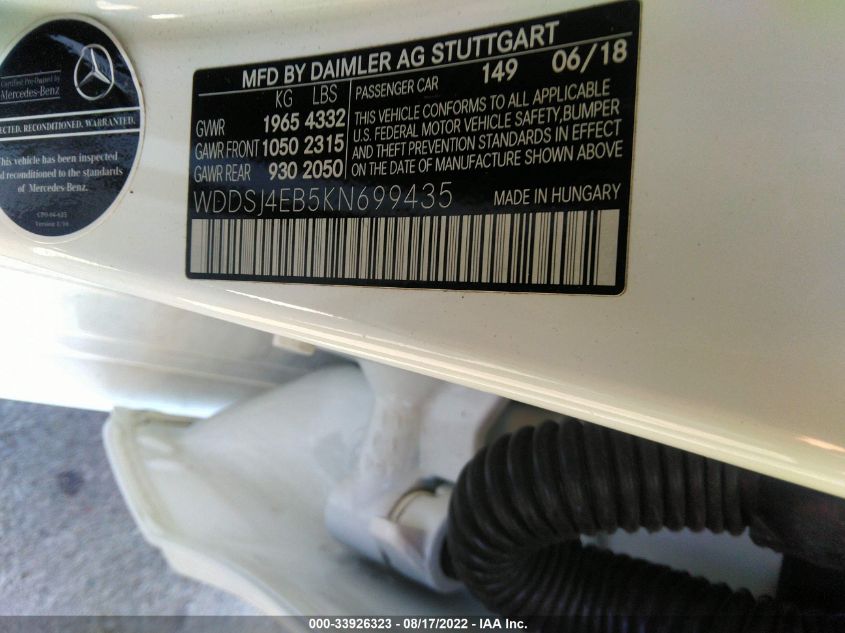 Certified Pre-Owned by
Mercedes-Benz
INSPECTED. RECONDITIONED. WARRANTED.
This vehicle has been inspected
and reconditioned to the standards
of Mercedes-Benz.
MFD BY DAIMLER AG STUTTGART
KG LBS PASSENGER CAR 149 06/18
GVWR 1965 4332
GAWR FRONT 1050 2315
GAWR REAR 930 2050
THIS VEHICLE CONFORMS TO ALL APPLICABLE
U.S. FEDERAL MOTOR VEHICLE SAFETY, BUMPER
AND THEFT PREVENTION STANDARDS IN EFFECT
ON THE DATE OF MANUFACTURE SHOWN ABOVE
WDDSJ4EB5KN699435 MADE IN HUNGARY
000-33926323 - 08/17/2022 - IAA Inc.